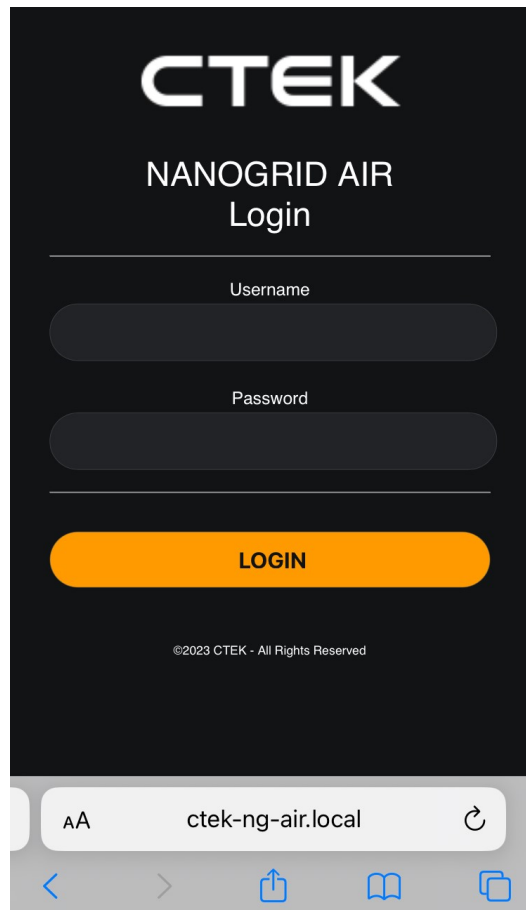 CTEK
NANOGRID AIR
Login
Username
Password
LOGIN
©2023 CTEK - All Rights Reserved
AA
ctek-ng-air.local